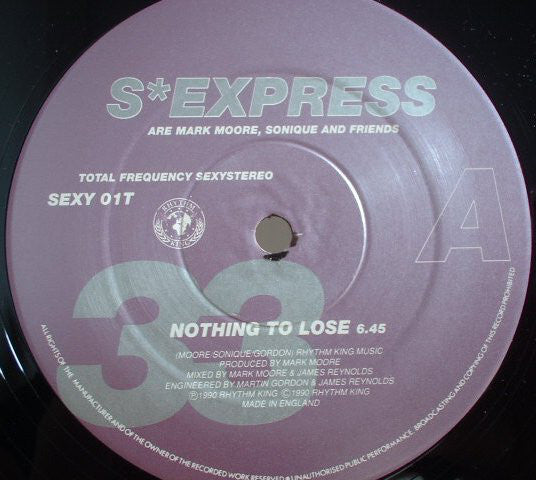 S*EXPRESS
ARE MARK MOORE, SONIQUE AND FRIENDS
TOTAL FREQUENCY SEXYSTEREO
SEXY 01T
RHYTHM
KING
A
33
NOTHING TO LOSE 6.45
(MOORE/SONIQUE/GORDON) RHYTHM KING MUSIC
PRODUCED BY MARK MOORE
MIXED BY MARK MOORE & JAMES REYNOLDS
ENGINEERED BY MARTIN GORDON & JAMES REYNOLDS
℗1990 RHYTHM KING ©1990 RHYTHM KING
MADE IN ENGLAND
ALL RIGHTS OF THE MANUFACTURER AND OF THE OWNER OF THE RECORDED WORK RESERVED ● UNAUTHORISED PUBLIC PERFORMANCE, BROADCASTING AND COPYING OF THIS RECORD PROHIBITED